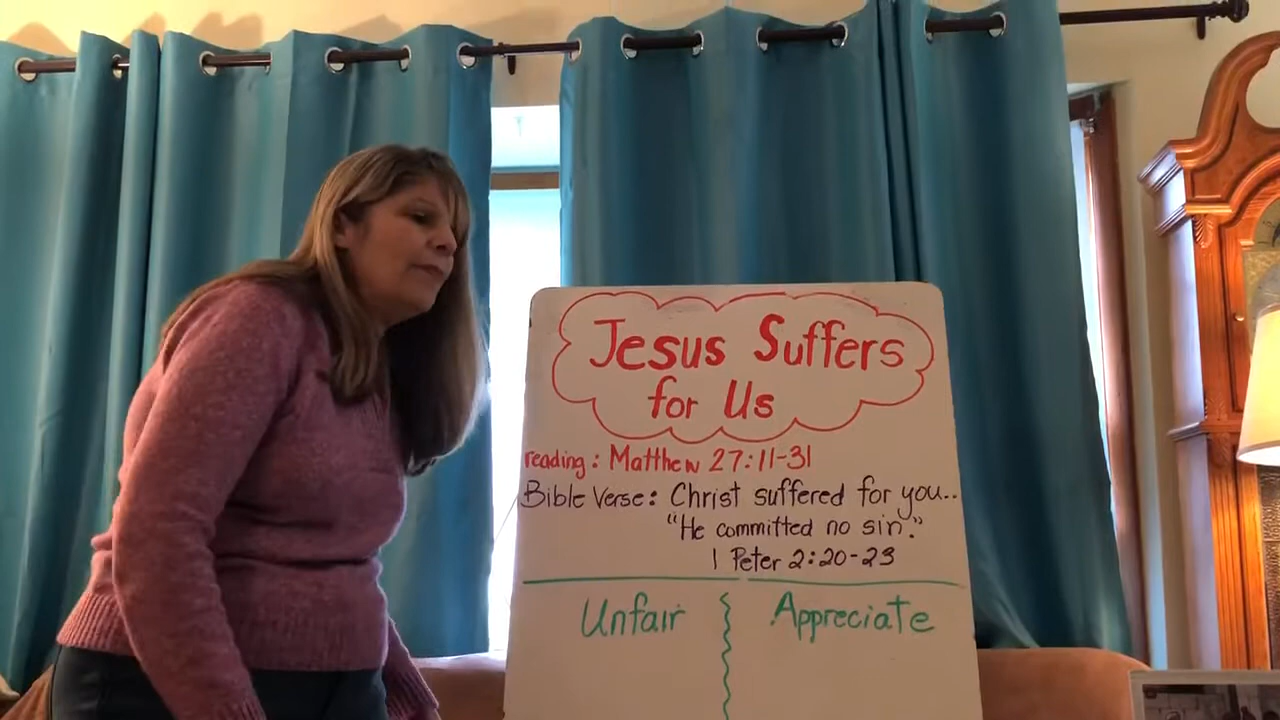 Jesus Suffers
for Us
reading: Matthew 27:11-31
Bible Verse: Christ suffered for you..
"He committed no sin."
1 Peter 2:20-23
Unfair Appreciate